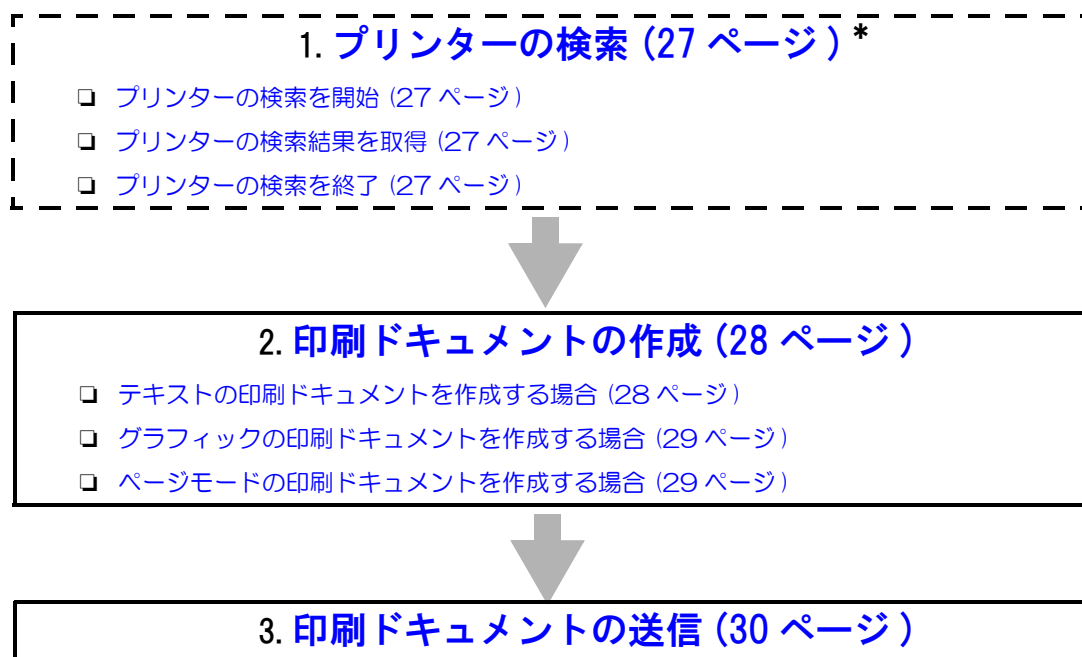 1. プリンターの検索 (27 ページ ) *
❏ プリンターの検索を開始 (27 ページ )
❏ プリンターの検索結果を取得 (27 ページ )
❏ プリンターの検索を終了 (27 ページ )
2. 印刷ドキュメントの作成 (28 ページ )
❏ テキストの印刷ドキュメントを作成する場合 (28 ページ )
❏ グラフィックの印刷ドキュメントを作成する場合 (29 ページ )
❏ ページモードの印刷ドキュメントを作成する場合 (29 ページ )
3. 印刷ドキュメントの送信 (30 ページ )